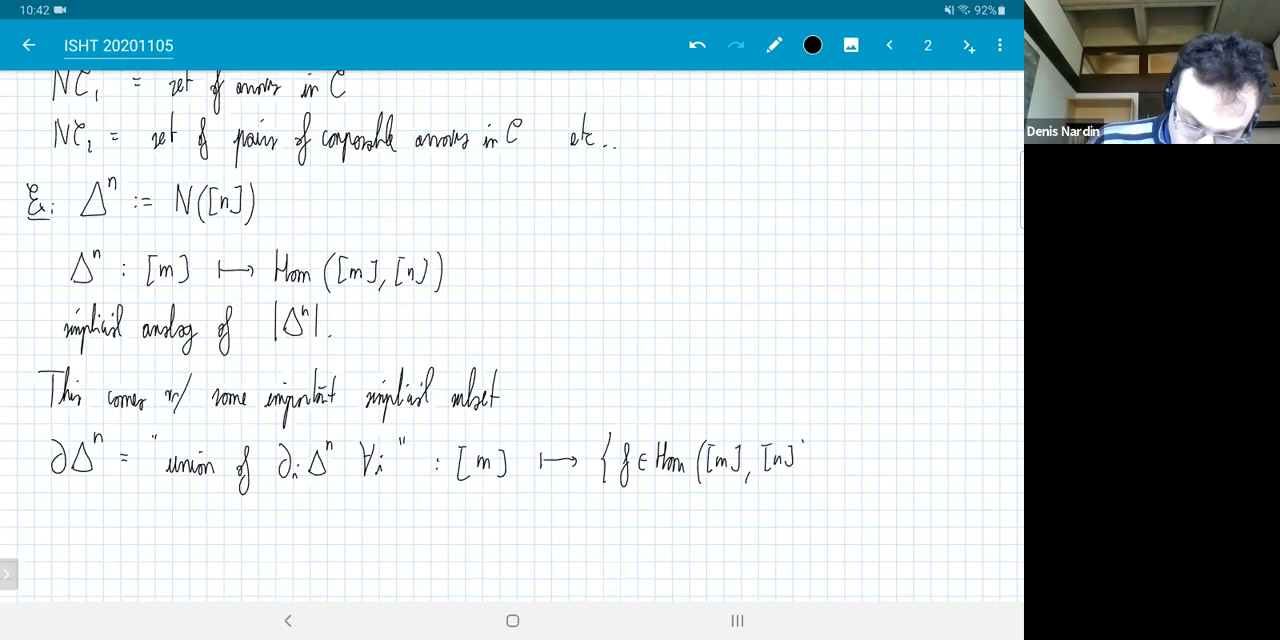 10:42
92%
ISHT 20201105
2
Denis Nardin
NC₁ = set of arrows in C
NC₂ = set of pairs of composable arrows in C etc..
Ex: Δⁿ := N([n])
Δⁿ : [m] ⟼ Hom ([m], [n])
simplicial analog of |Δⁿ|.
This comes w/ some important simplicial subset
∂Δⁿ = "union of ∂ᵢΔⁿ ∀i" : [m] ⟼ { f ∈ Hom ([m], [n]